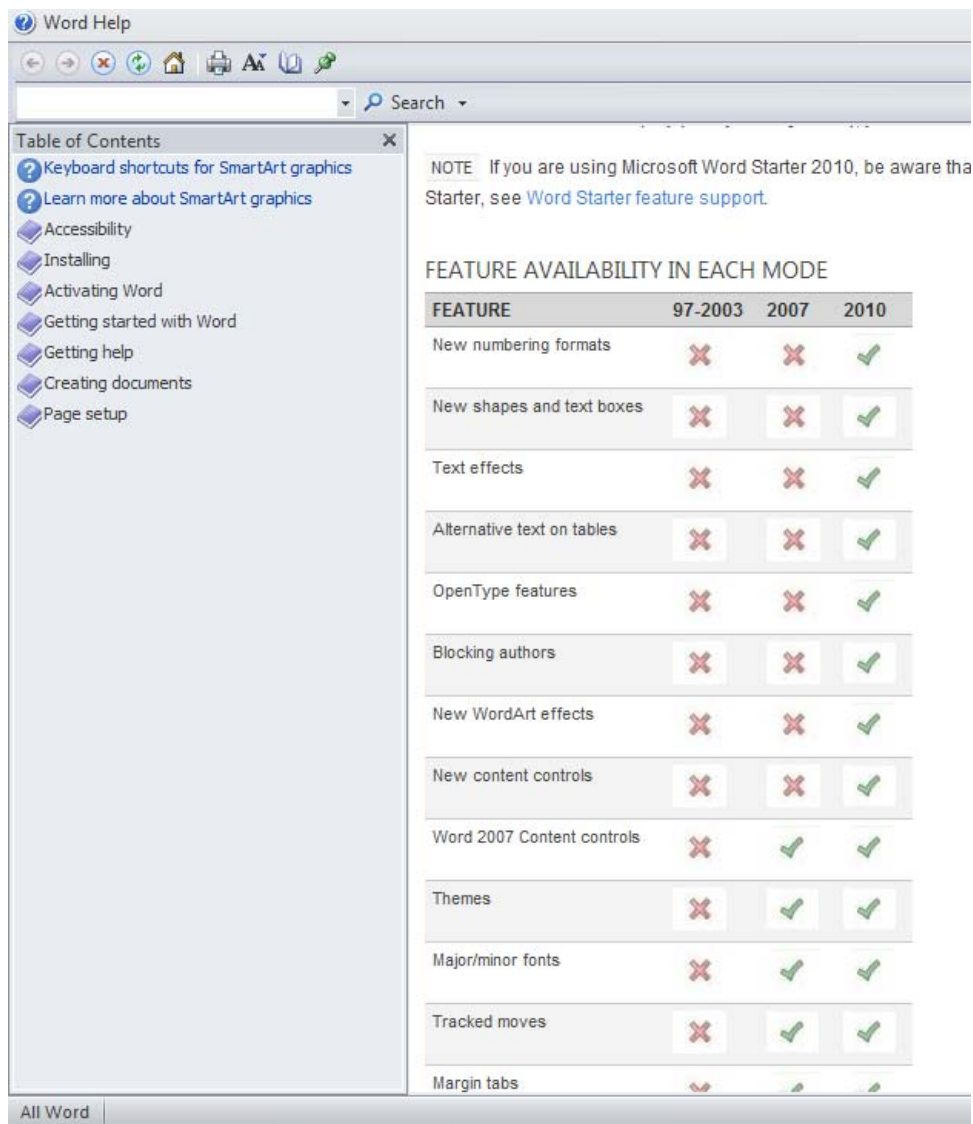 Word Help
Search
Table of Contents
Keyboard shortcuts for SmartArt graphics
Learn more about SmartArt graphics
Accessibility
Installing
Activating Word
Getting started with Word
Getting help
Creating documents
Page setup
NOTE If you are using Microsoft Word Starter 2010, be aware tha
Starter, see Word Starter feature support.
FEATURE AVAILABILITY IN EACH MODE
FEATURE 97-2003 2007 2010
New numbering formats
New shapes and text boxes
Text effects
Alternative text on tables
OpenType features
Blocking authors
New WordArt effects
New content controls
Word 2007 Content controls
Themes
Major/minor fonts
Tracked moves
Margin tabs
All Word